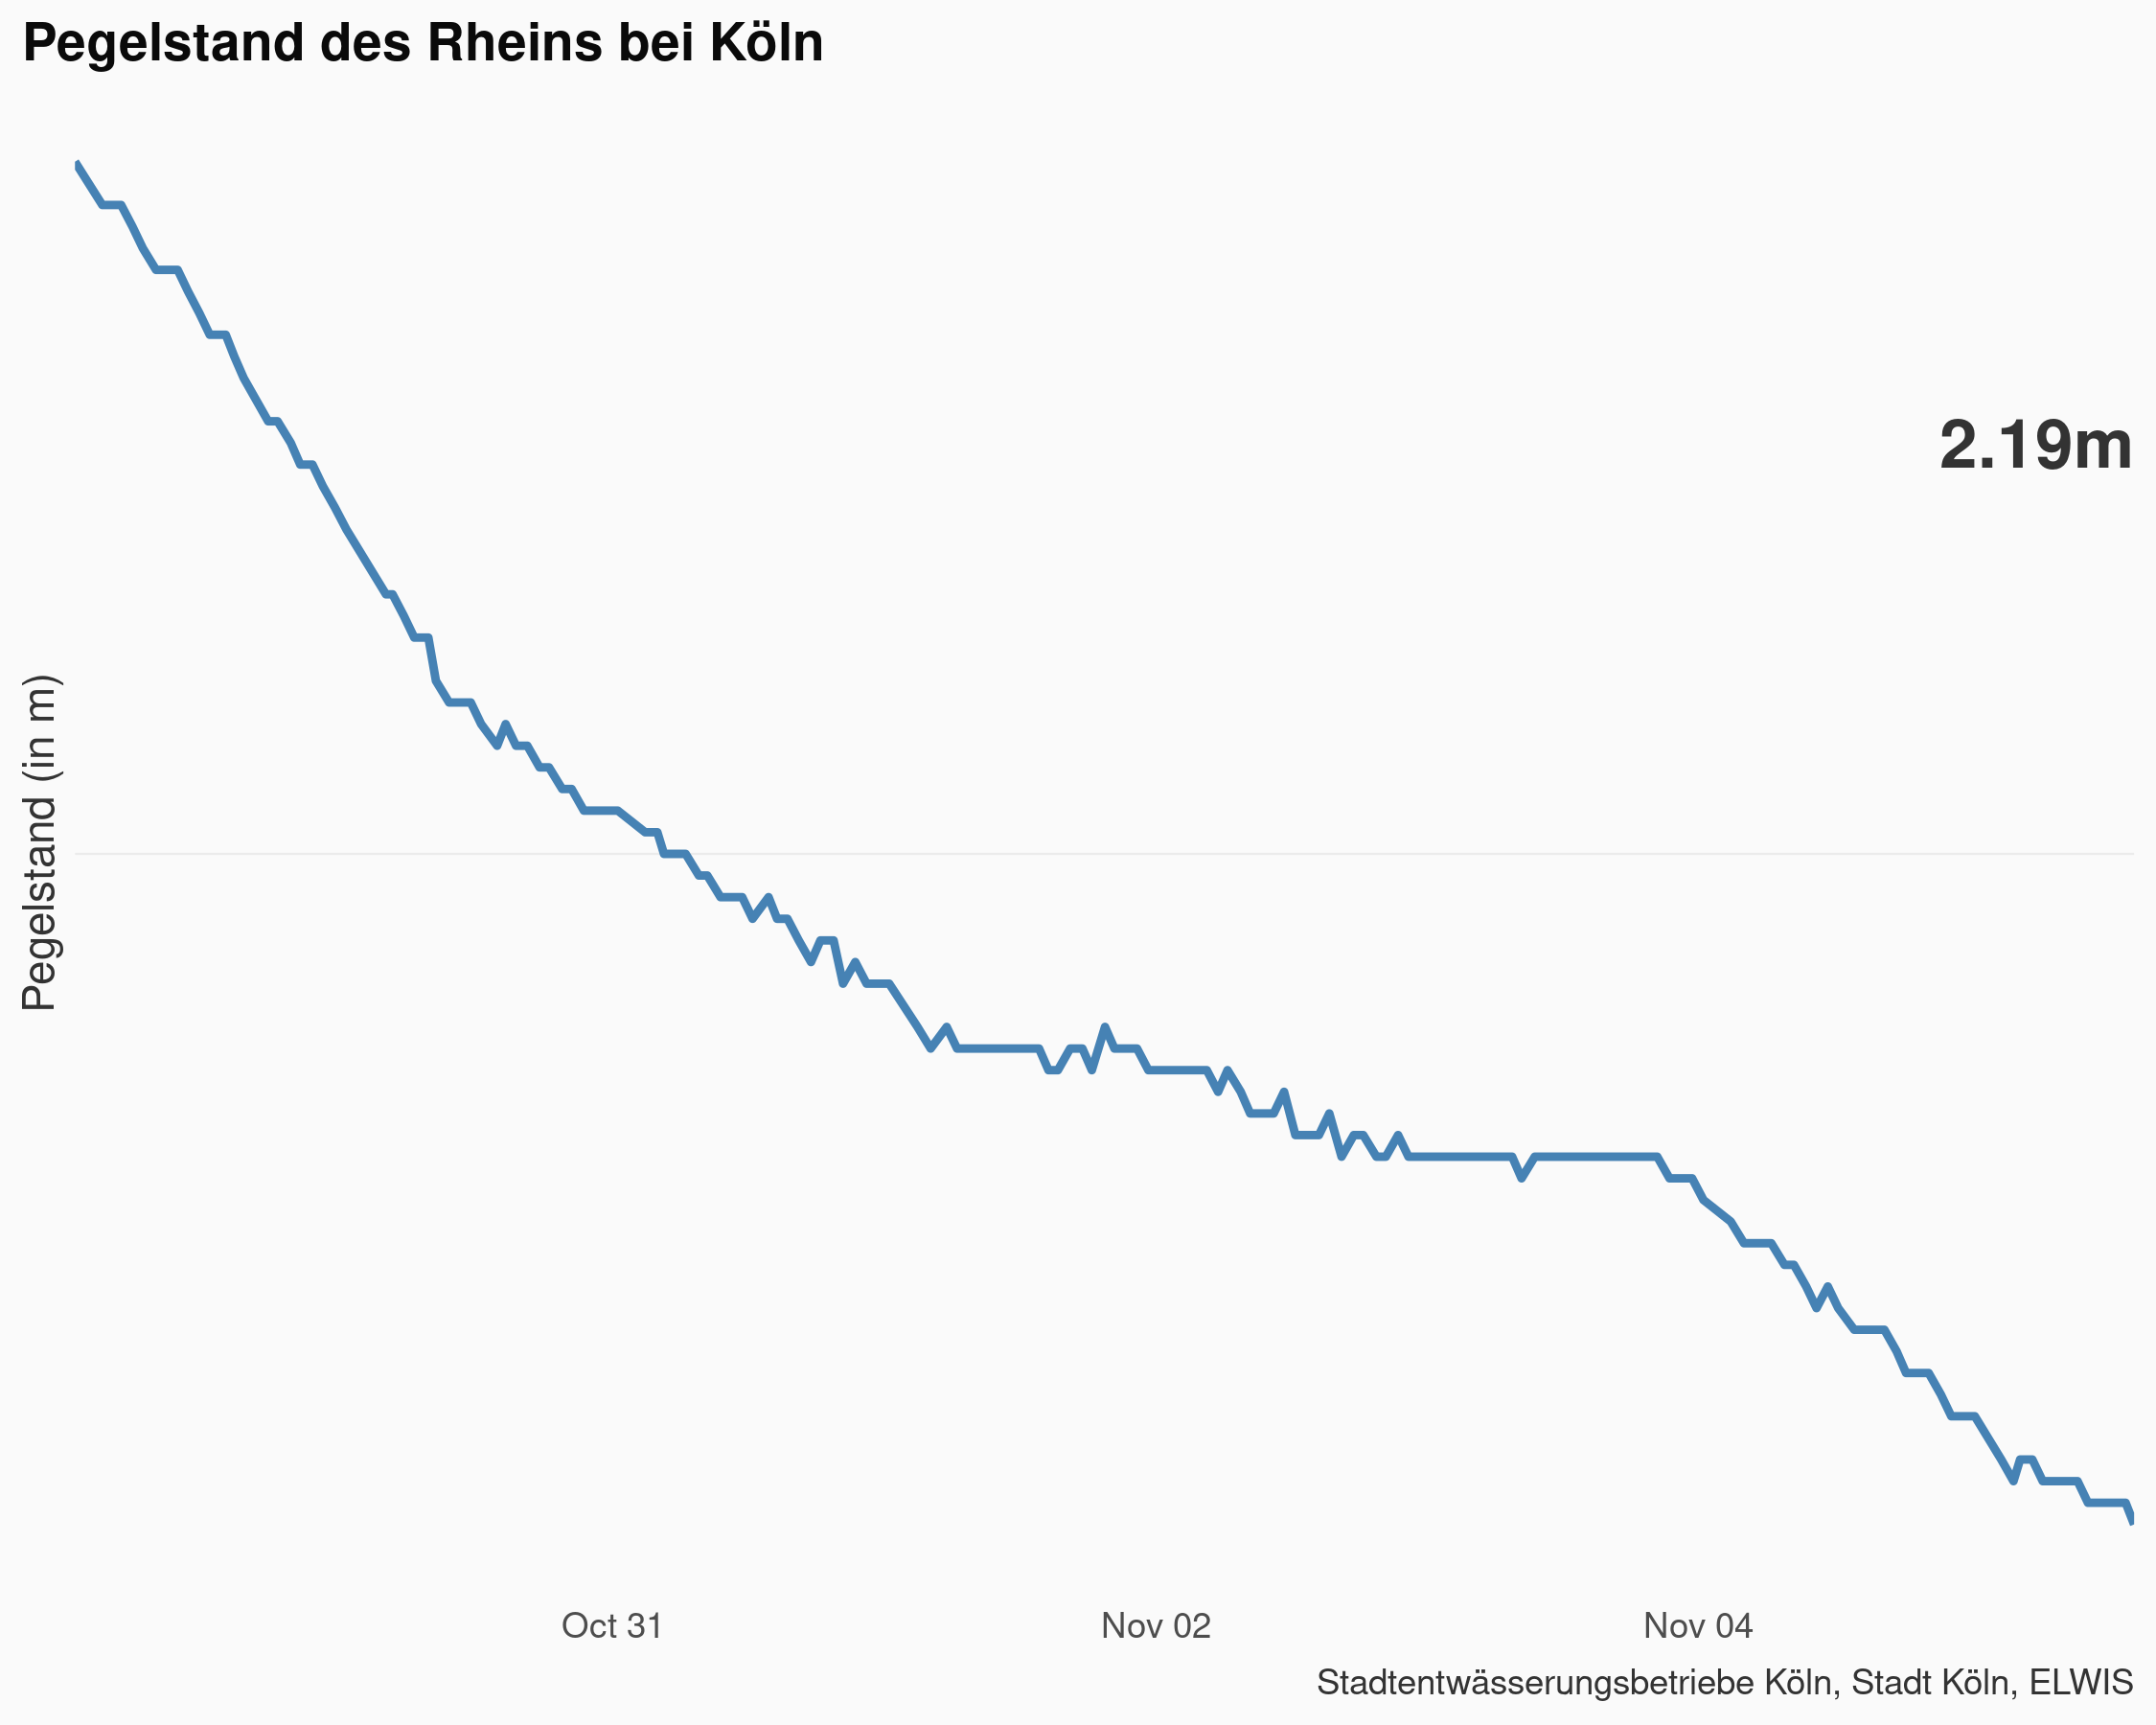 Pegelstand des Rheins bei Köln
2.19m
Pegelstand (in m)
Oct 31
Nov 02
Nov 04
Stadtentwässerungsbetriebe Köln, Stadt Köln, ELWIS